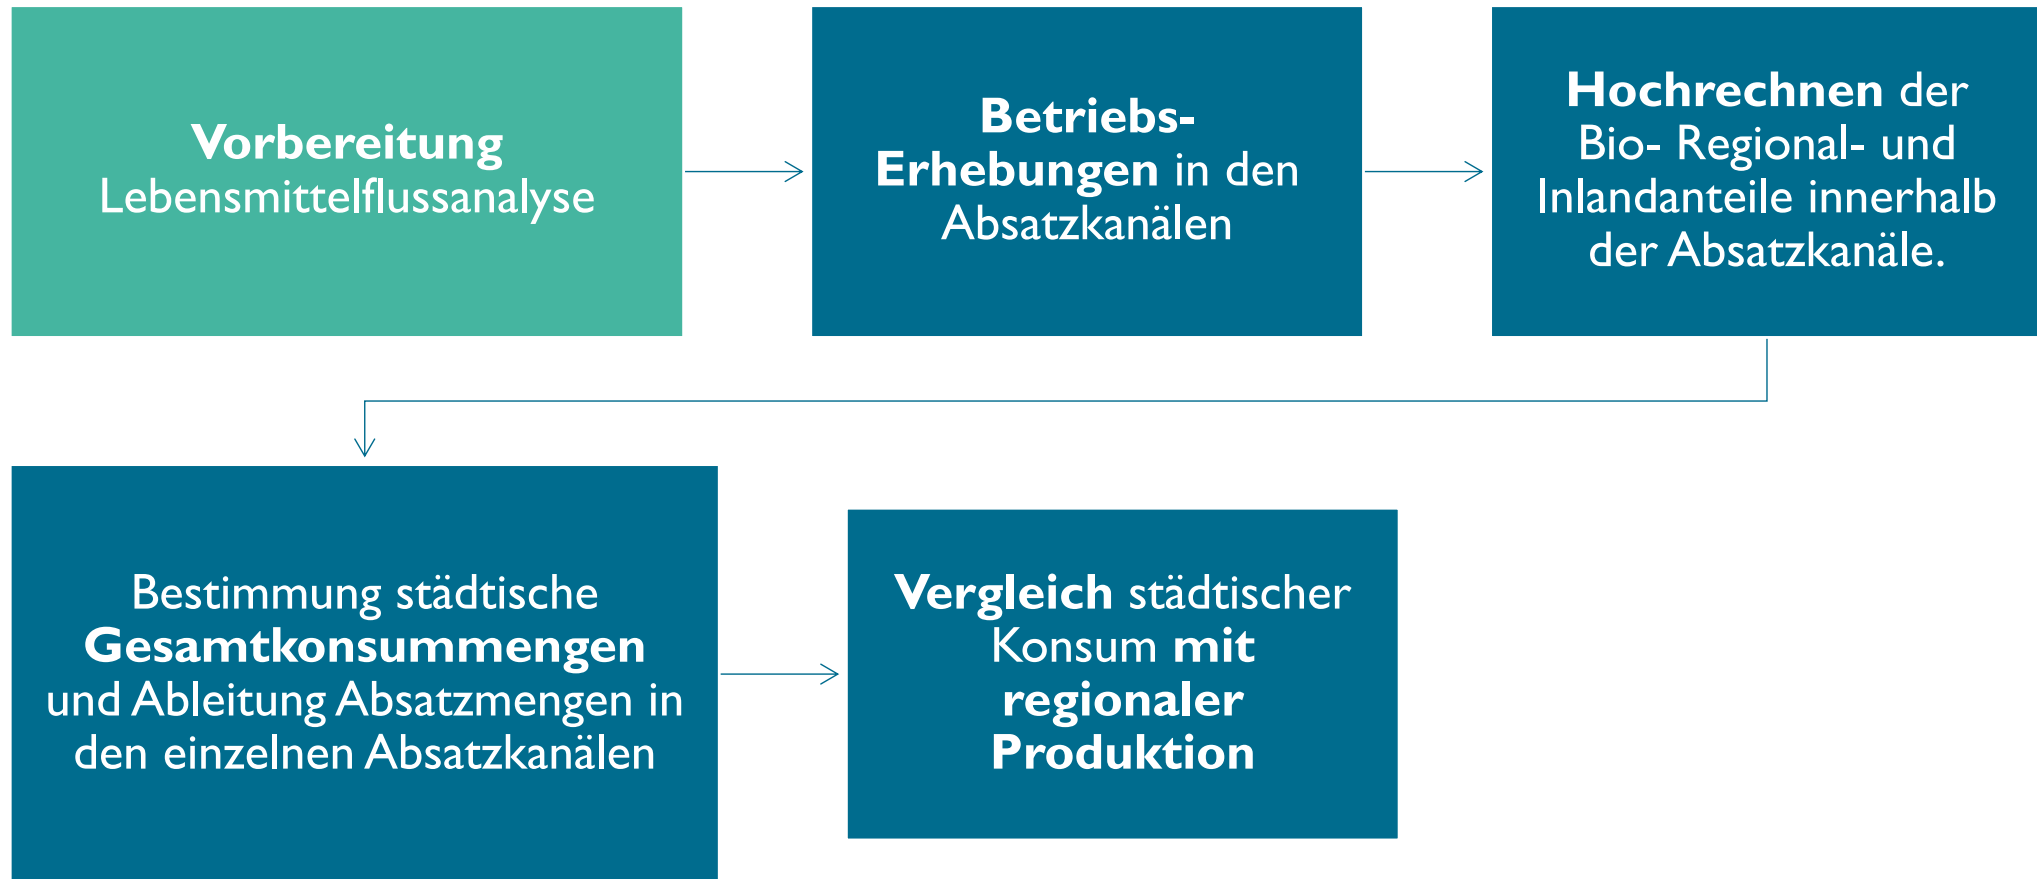 Vorbereitung
Lebensmittelflussanalyse
Betriebs-
Erhebungen in den
Absatzkanälen
Hochrechnen der
Bio- Regional- und
Inlandanteile innerhalb
der Absatzkanäle.
Bestimmung städtische
Gesamtkonsummengen
und Ableitung Absatzmengen in
den einzelnen Absatzkanälen
Vergleich städtischer
Konsum mit
regionaler
Produktion